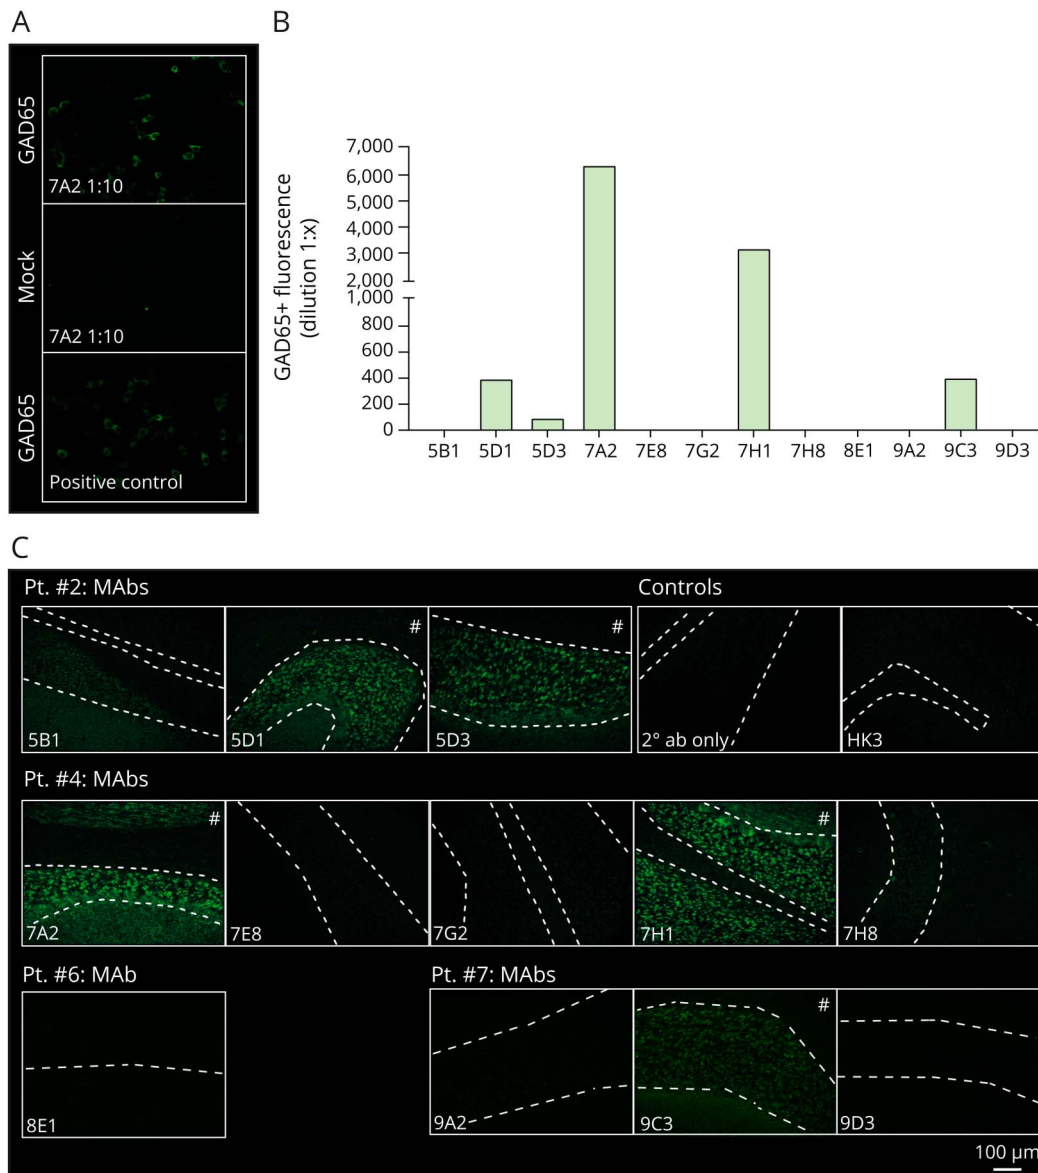 A
GAD65
7A2 1:10
Mock
7A2 1:10
GAD65
Positive control
B
GAD65+ fluorescence
(dilution 1:x)
7,000
6,000
5,000
4,000
3,000
2,000
1,000
800
600
400
200
0
5B1 5D1 5D3 7A2 7E8 7G2 7H1 7H8 8E1 9A2 9C3 9D3
C
Pt. #2: MAbs
Controls
# #
5B1 5D1 5D3 2° ab only HK3
Pt. #4: MAbs
# #
7A2 7E8 7G2 7H1 7H8
Pt. #6: MAb
Pt. #7: MAbs
#
8E1 9A2 9C3 9D3
100 μm